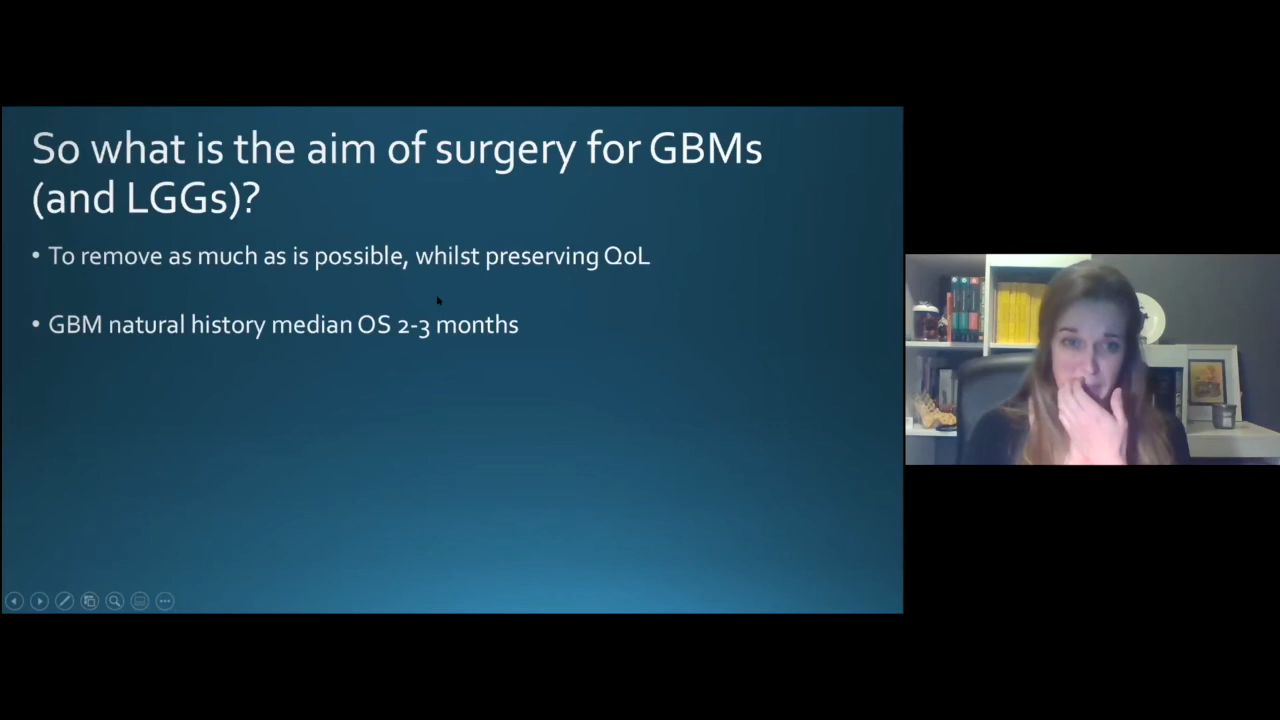 So what is the aim of surgery for GBMs
(and LGGs)?
• To remove as much as is possible, whilst preserving QoL
• GBM natural history median OS 2-3 months